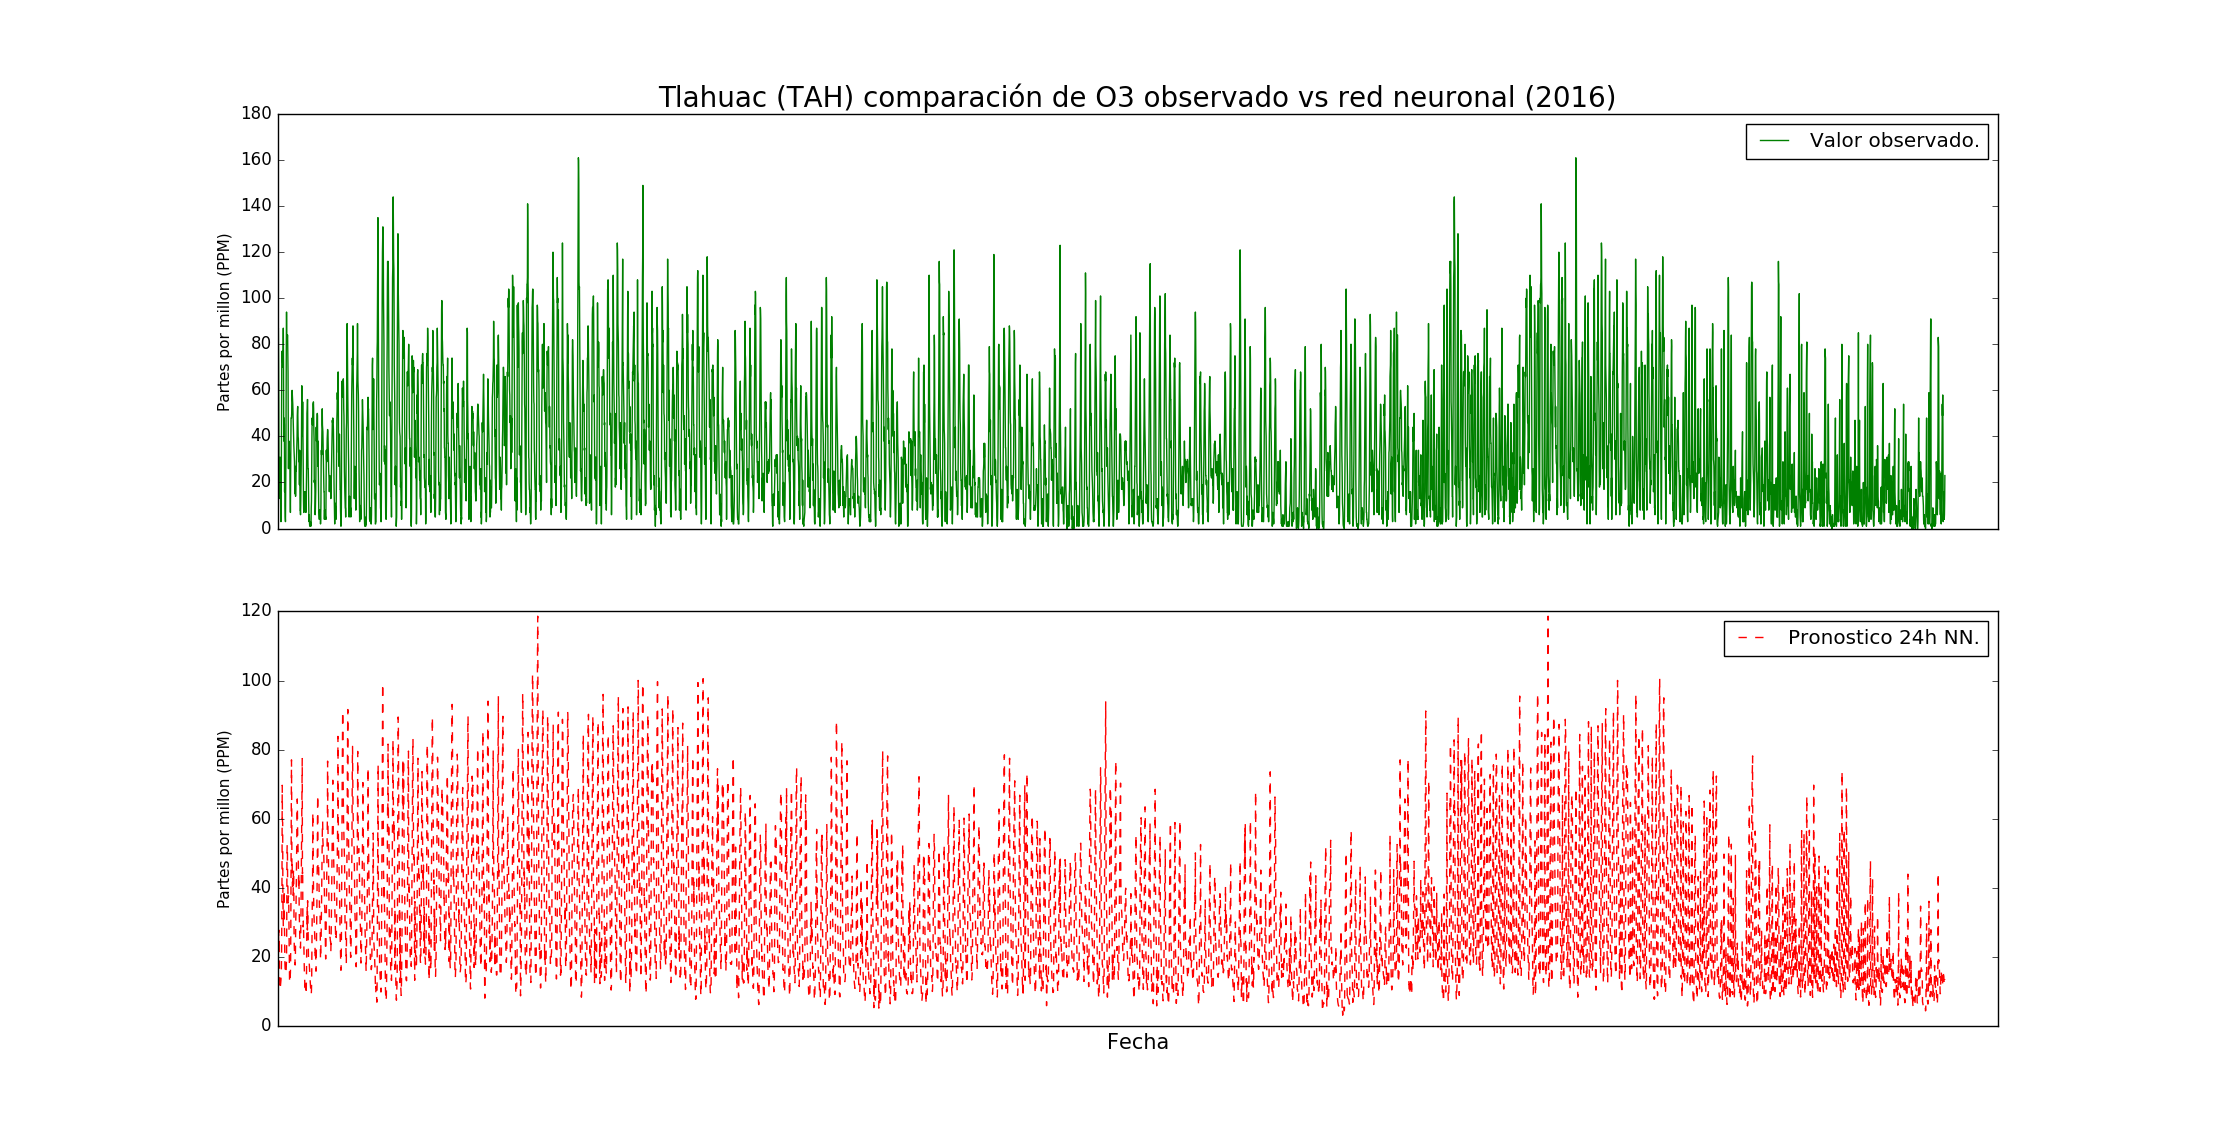 Tlahuac (TAH) comparación de O3 observado vs red neuronal (2016)
180
160
140
120
100
80
60
40
20
0
Partes por millon (PPM)
Valor observado.
120
100
80
60
40
20
0
Partes por millon (PPM)
Pronostico 24h NN.
Fecha